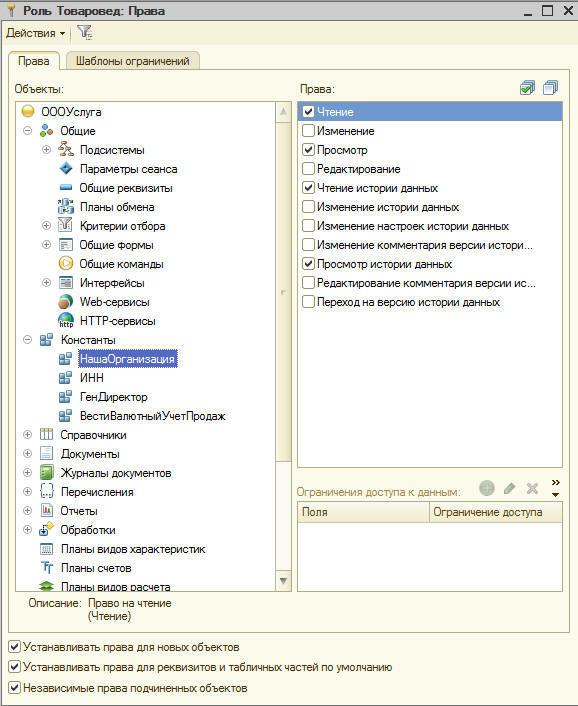 Роль Товаровед: Права
Действия
Права
Шаблоны ограничений
Объекты:
ОООУслуга
Общие
Подсистемы
Параметры сеанса
Общие реквизиты
Планы обмена
Критерии отбора
Общие формы
Общие команды
Интерфейсы
Web-сервисы
http
HTTP-сервисы
Константы
НашаОрганизация
ИНН
ГенДиректор
ВестиВалютныйУчетПродаж
Справочники
Документы
Журналы документов
Перечисления
Отчеты
Обработки
Планы видов характеристик
Планы счетов
Планы видов расчета
Описание: Право на чтение
(Чтение)
Права:
Чтение
Изменение
Просмотр
Редактирование
Чтение истории данных
Изменение истории данных
Изменение настроек истории данных
Изменение комментария версии истори...
Просмотр истории данных
Редактирование комментария версии ис...
Переход на версию истории данных
Ограничения доступа к данным:
Поля
Ограничение доступа
Устанавливать права для новых объектов
Устанавливать права для реквизитов и табличных частей по умолчанию
Независимые права подчиненных объектов